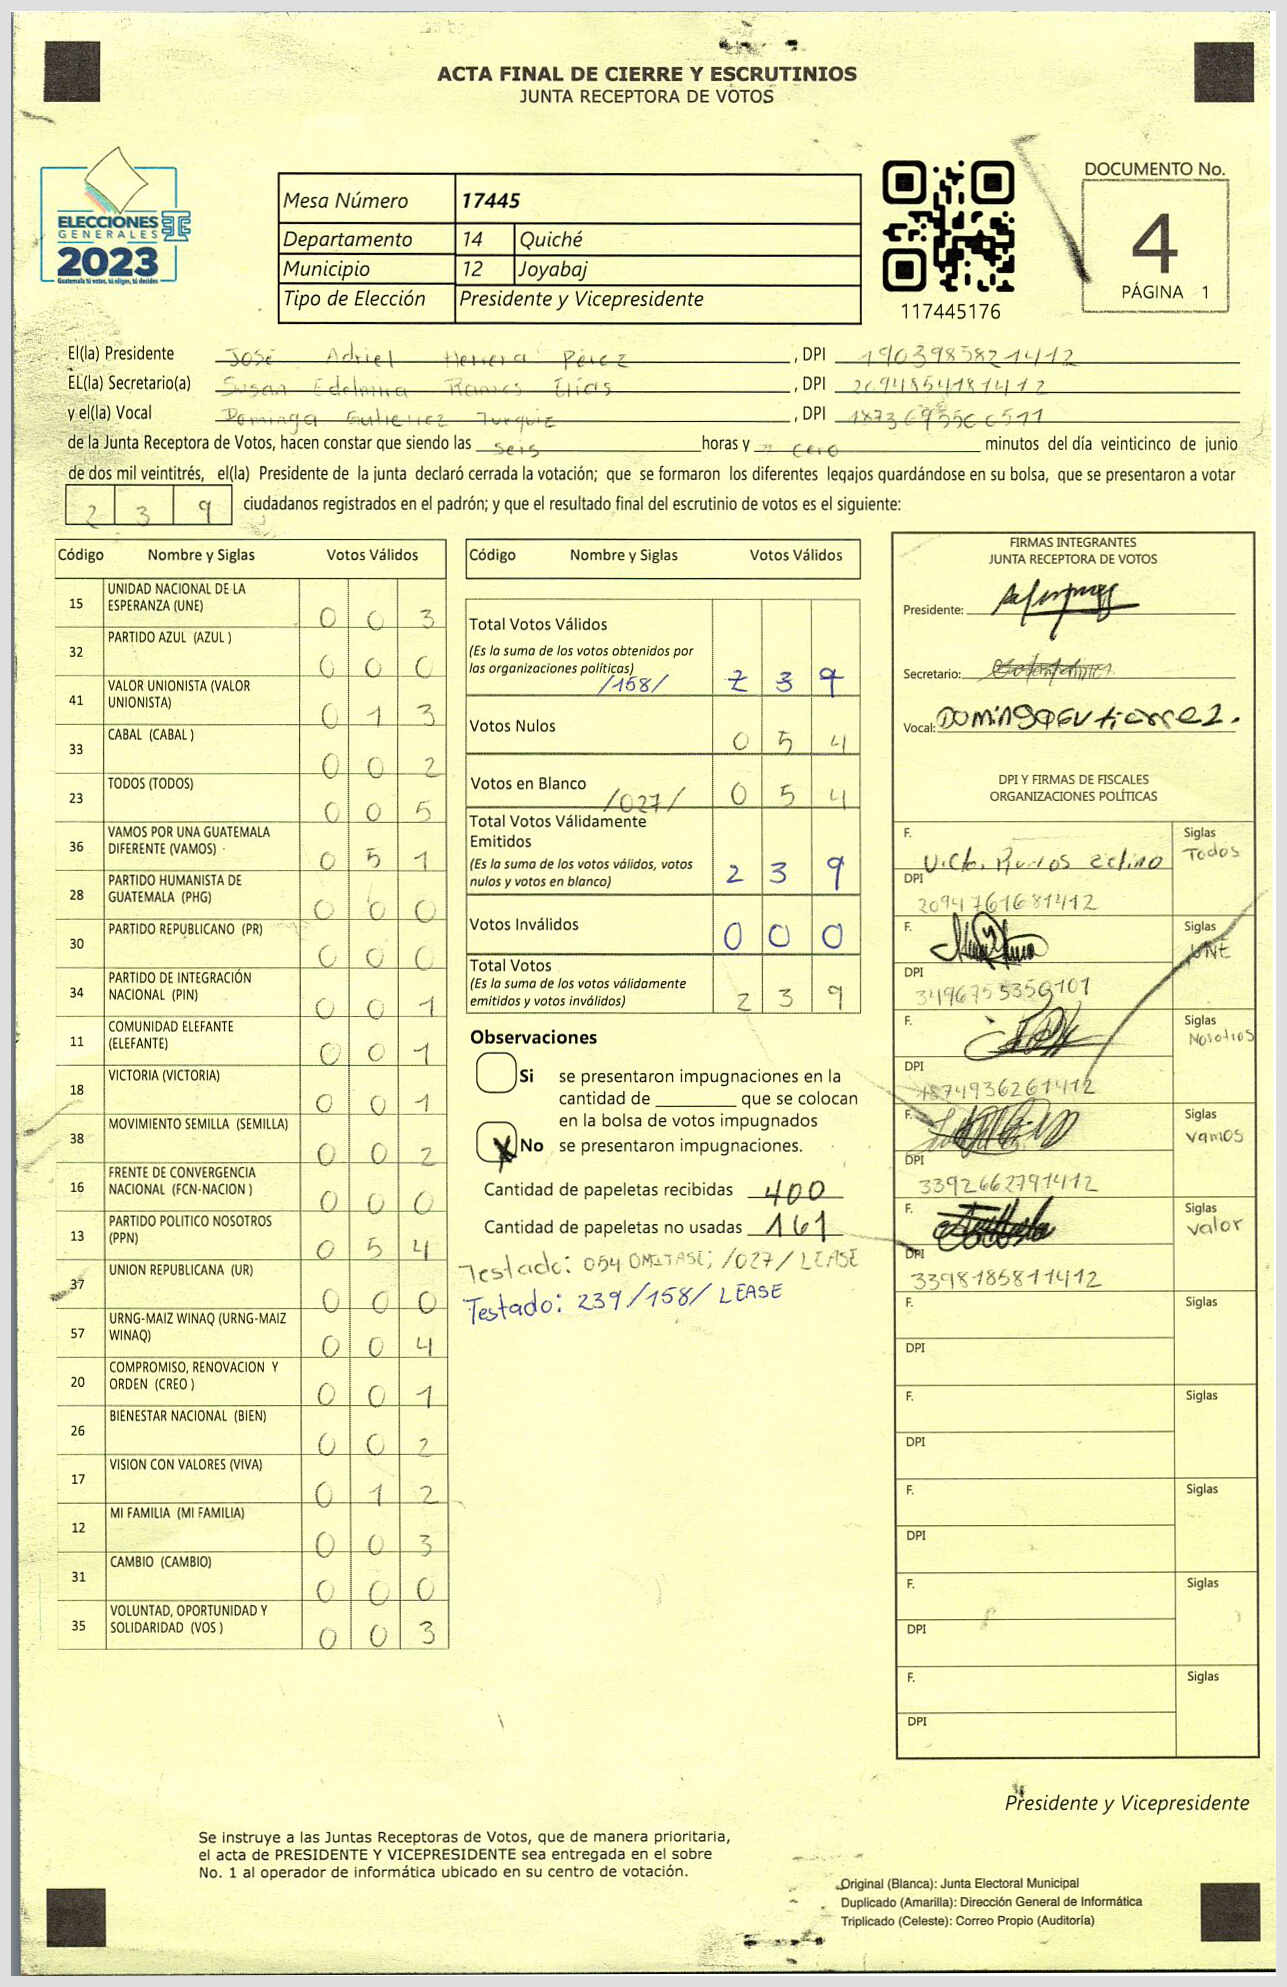 ACTA FINAL DE CIERRE Y ESCRUTINIOS
JUNTA RECEPTORA DE VOTOS
ELECCIONES
GENERALES
2023
Guatemala tú votas, tú eliges, tú decides
Mesa Número 17445
Departamento 14 Quiché
Municipio 12 Joyabaj
Tipo de Elección Presidente y Vicepresidente
117445176
DOCUMENTO No.
4
PÁGINA 1
El(la) Presidente José Adriel Herrera Pérez , DPI 1903985821412
EL(la) Secretario(a) Susan Edelmira Ramos Elías , DPI 2094854181412
y el(la) Vocal Dominga Gutierrez , DPI
de la Junta Receptora de Votos, hacen constar que siendo las seis horas y cero minutos del día veinticinco de junio
de dos mil veintitrés, el(la) Presidente de la junta declaró cerrada la votación; que se formaron los diferentes legajos guardándose en su bolsa, que se presentaron a votar
239 ciudadanos registrados en el padrón; y que el resultado final del escrutinio de votos es el siguiente:
Código Nombre y Siglas Votos Válidos
15 UNIDAD NACIONAL DE LA ESPERANZA (UNE) 0 0 3
32 PARTIDO AZUL (AZUL ) 0 0 0
41 VALOR UNIONISTA (VALOR UNIONISTA) 0 1 3
33 CABAL (CABAL ) 0 0 2
23 TODOS (TODOS) 0 0 5
36 VAMOS POR UNA GUATEMALA DIFERENTE (VAMOS) 0 5 1
28 PARTIDO HUMANISTA DE GUATEMALA (PHG) 0 0 0
30 PARTIDO REPUBLICANO (PR) 0 0 0
34 PARTIDO DE INTEGRACIÓN NACIONAL (PIN) 0 0 1
11 COMUNIDAD ELEFANTE (ELEFANTE) 0 0 1
18 VICTORIA (VICTORIA) 0 0 1
38 MOVIMIENTO SEMILLA (SEMILLA) 0 0 2
16 FRENTE DE CONVERGENCIA NACIONAL (FCN-NACION ) 0 0 0
13 PARTIDO POLITICO NOSOTROS (PPN) 0 5 4
37 UNION REPUBLICANA (UR) 0 0 0
57 URNG-MAIZ WINAQ (URNG-MAIZ WINAQ) 0 0 4
20 COMPROMISO, RENOVACION Y ORDEN (CREO ) 0 0 1
26 BIENESTAR NACIONAL (BIEN) 0 0 2
17 VISION CON VALORES (VIVA) 0 1 2
12 MI FAMILIA (MI FAMILIA) 0 0 3
31 CAMBIO (CAMBIO) 0 0 0
35 VOLUNTAD, OPORTUNIDAD Y SOLIDARIDAD (VOS ) 0 0 3
Código Nombre y Siglas Votos Válidos
Total Votos Válidos
(Es la suma de los votos obtenidos por
las organizaciones políticas)
/158/ 2 3 9
Votos Nulos 0 5 4
Votos en Blanco /027/ 0 5 4
Total Votos Válidamente
Emitidos
(Es la suma de los votos válidos, votos
nulos y votos en blanco) 2 3 9
Votos Inválidos 0 0 0
Total Votos
(Es la suma de los votos válidamente
emitidos y votos inválidos) 2 3 9
Observaciones
Si se presentaron impugnaciones en la
cantidad de ________ que se colocan
en la bolsa de votos impugnados
X No se presentaron impugnaciones.
Cantidad de papeletas recibidas 400
Cantidad de papeletas no usadas 161
Testado: 054 OMITASE; /027/ LEASE
Testado: 239/158/ LEASE
FIRMAS INTEGRANTES
JUNTA RECEPTORA DE VOTOS
Presidente:
Secretario:
Vocal: Dominga Gutierrez.
DPI Y FIRMAS DE FISCALES
ORGANIZACIONES POLÍTICAS
F. Siglas Todos
DPI 2094761681412
F. Siglas UNE
DPI 3496755350101
F. Siglas Nosotros
DPI 1874936261412
F. Siglas Vamos
DPI 3392662791412
F. Siglas Valor
DPI 3398185811412
F. Siglas
DPI
F. Siglas
DPI
F. Siglas
DPI
F. Siglas
DPI
F. Siglas
DPI
Presidente y Vicepresidente
Se instruye a las Juntas Receptoras de Votos, que de manera prioritaria,
el acta de PRESIDENTE Y VICEPRESIDENTE sea entregada en el sobre
No. 1 al operador de informática ubicado en su centro de votación.
Original (Blanca): Junta Electoral Municipal
Duplicado (Amarilla): Dirección General de Informática
Triplicado (Celeste): Correo Propio (Auditoría)